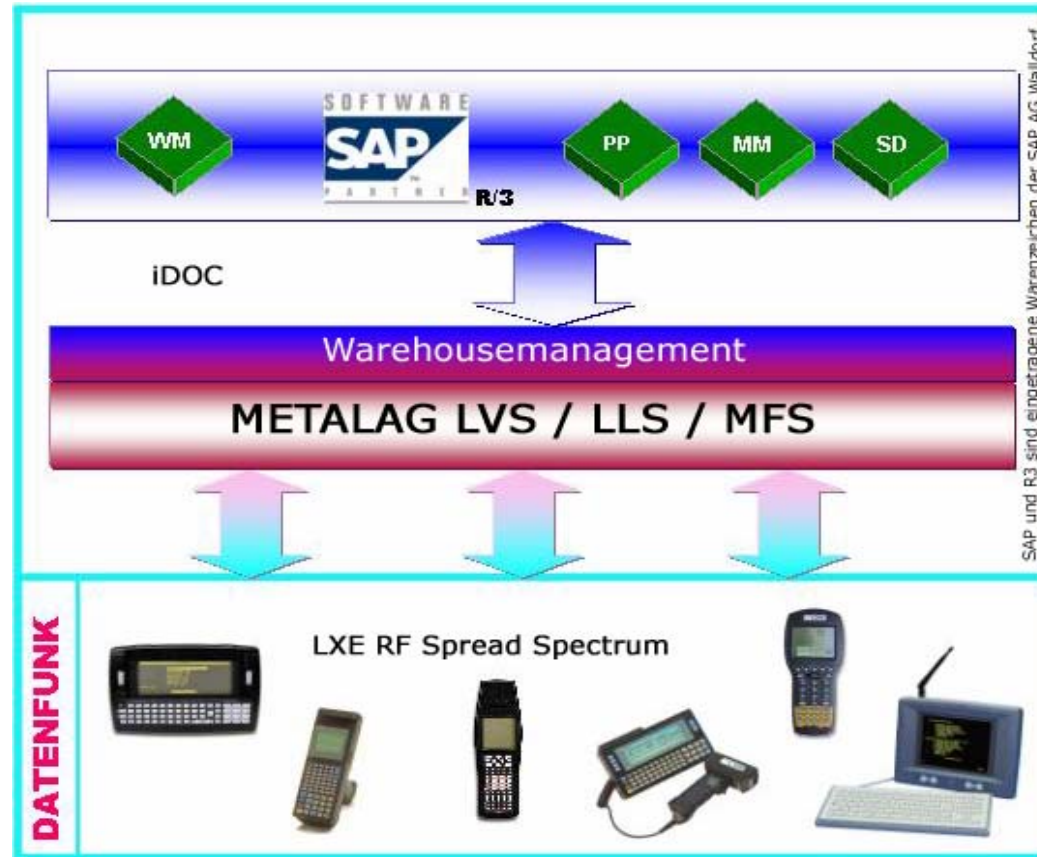 WM
SOFTWARE
SAP
PARTNER
R/3
PP
MM
SD
iDOC
Warehousemanagement
METALAG LVS / LLS / MFS
DATENFUNK
LXE RF Spread Spectrum
SAP und R3 sind eingetragene Warenzeichen der SAP AG Walldorf